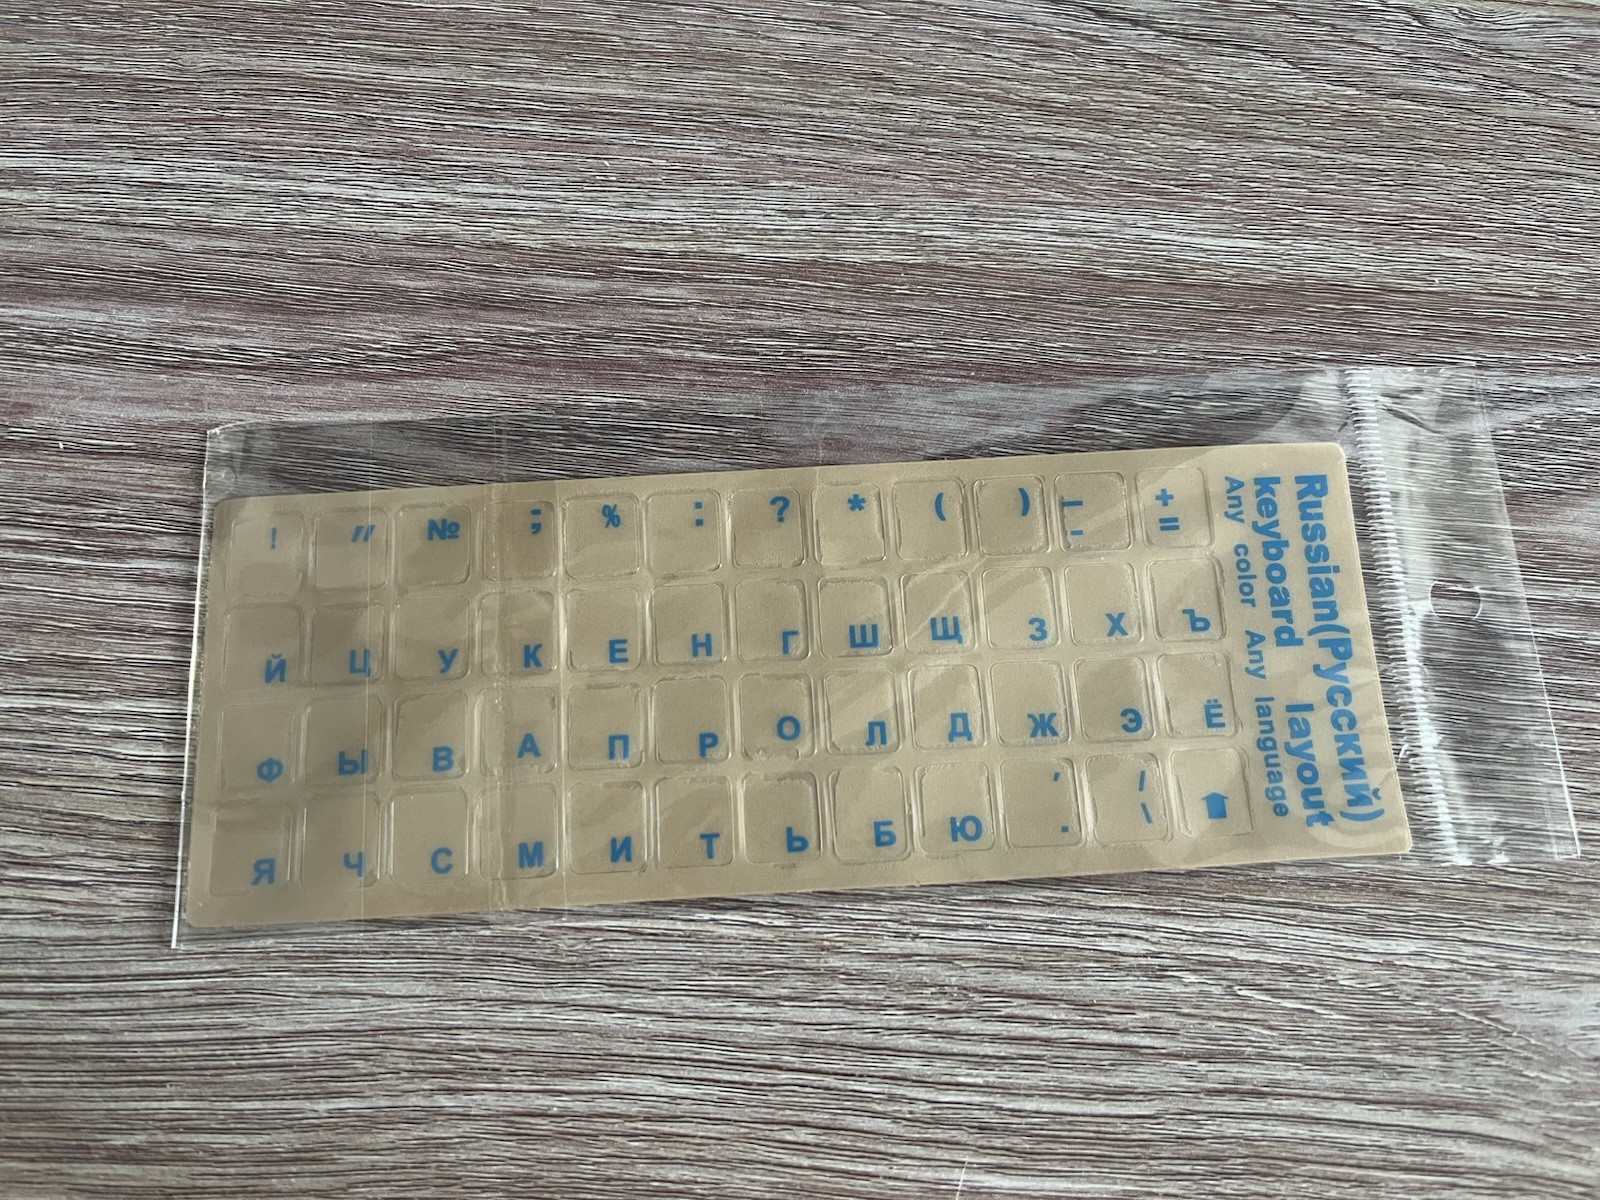 ! " № ; % : ? * ( ) _ - + =
Й Ц У К Е Н Г Ш Щ З Х Ъ
Ф Ы В А П Р О Л Д Ж Э Ё
Я Ч С М И Т Ь Б Ю , . / \
Russian(Русский)
keyboard layout
Any color Any language